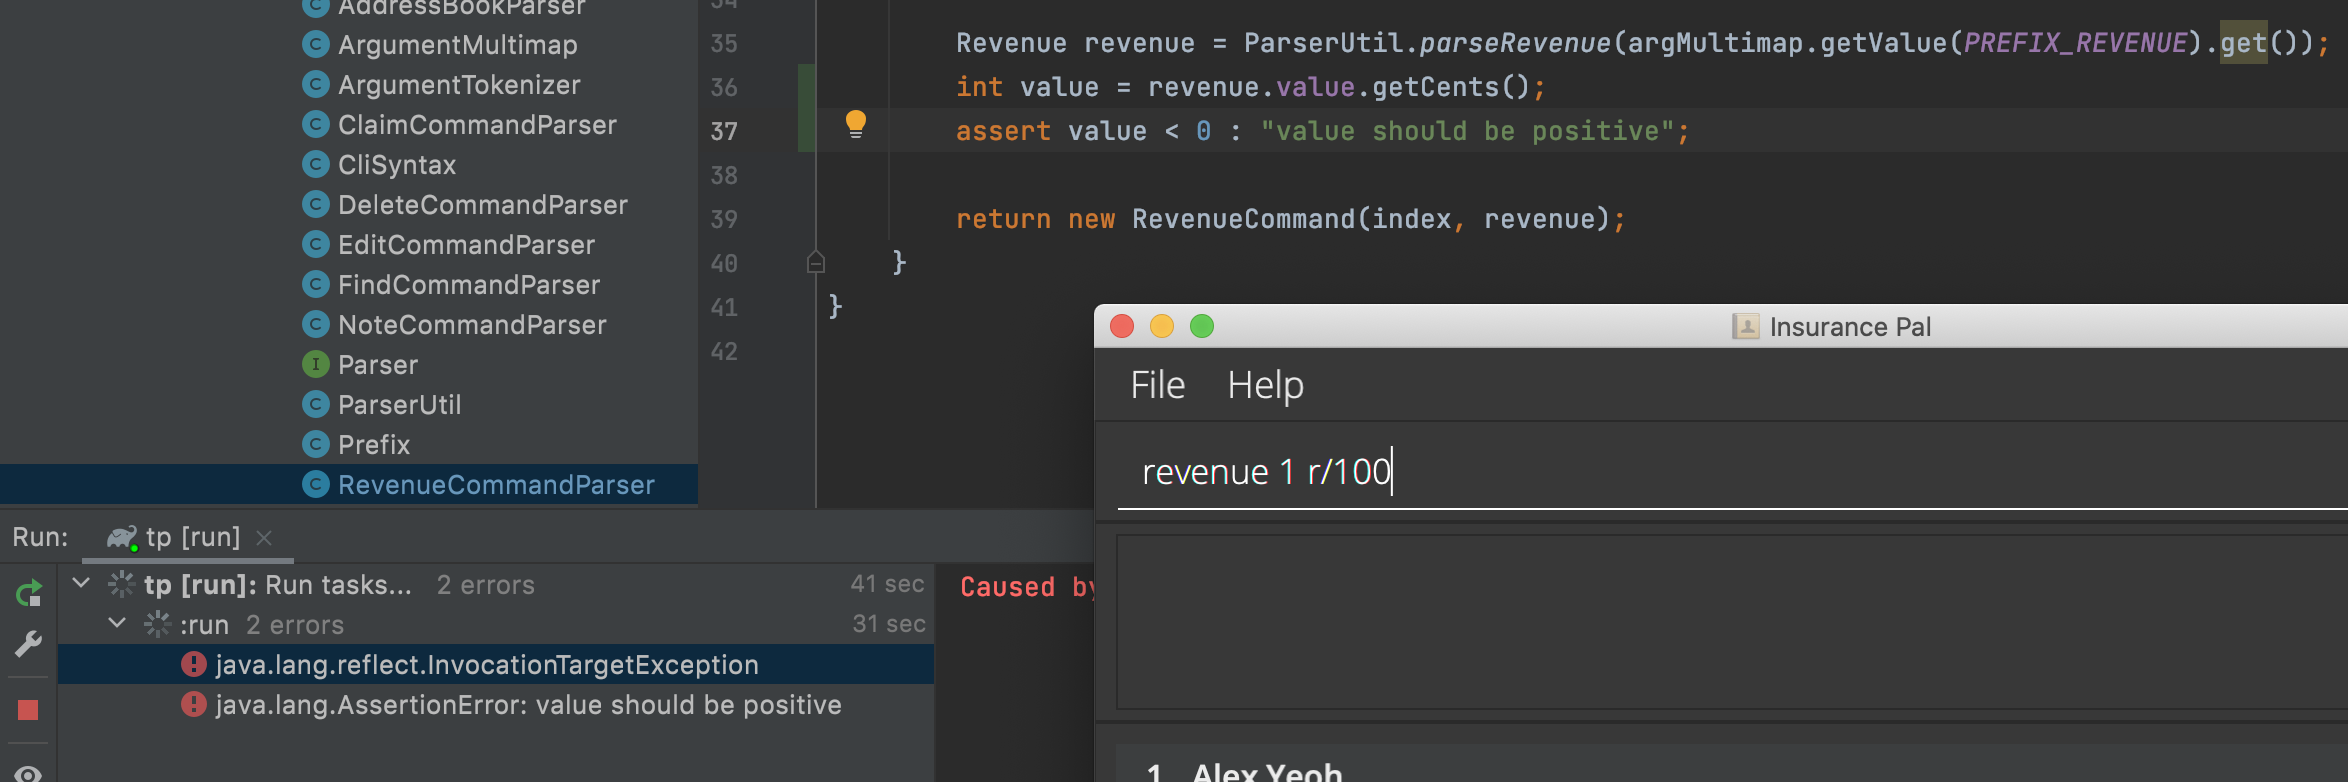 AddressBookParser
ArgumentMultimap
ArgumentTokenizer
ClaimCommandParser
CliSyntax
DeleteCommandParser
EditCommandParser
FindCommandParser
NoteCommandParser
Parser
ParserUtil
Prefix
RevenueCommandParser
34
35 Revenue revenue = ParserUtil.parseRevenue(argMultimap.getValue(PREFIX_REVENUE).get());
36 int value = revenue.value.getCents();
37 assert value < 0 : "value should be positive";
38
39 return new RevenueCommand(index, revenue);
40 }
41 }
42
Insurance Pal
File Help
revenue 1 r/100
1 Alex Yeoh
Run: tp [run]
tp [run]: Run tasks... 2 errors 41 sec
:run 2 errors 31 sec
java.lang.reflect.InvocationTargetException
java.lang.AssertionError: value should be positive
Caused by